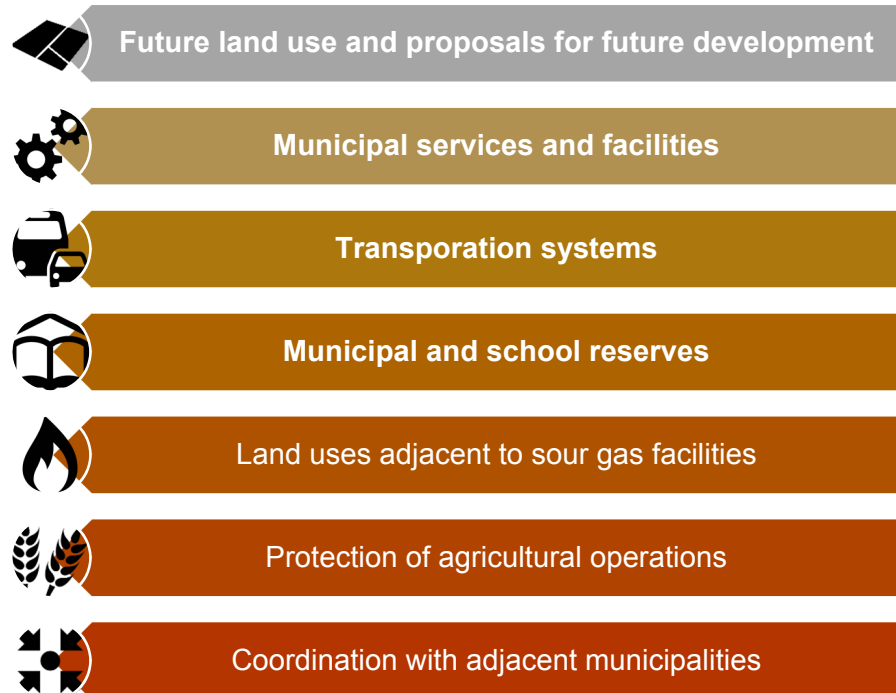 Future land use and proposals for future development
Municipal services and facilities
Transporation systems
Municipal and school reserves
Land uses adjacent to sour gas facilities
Protection of agricultural operations
Coordination with adjacent municipalities